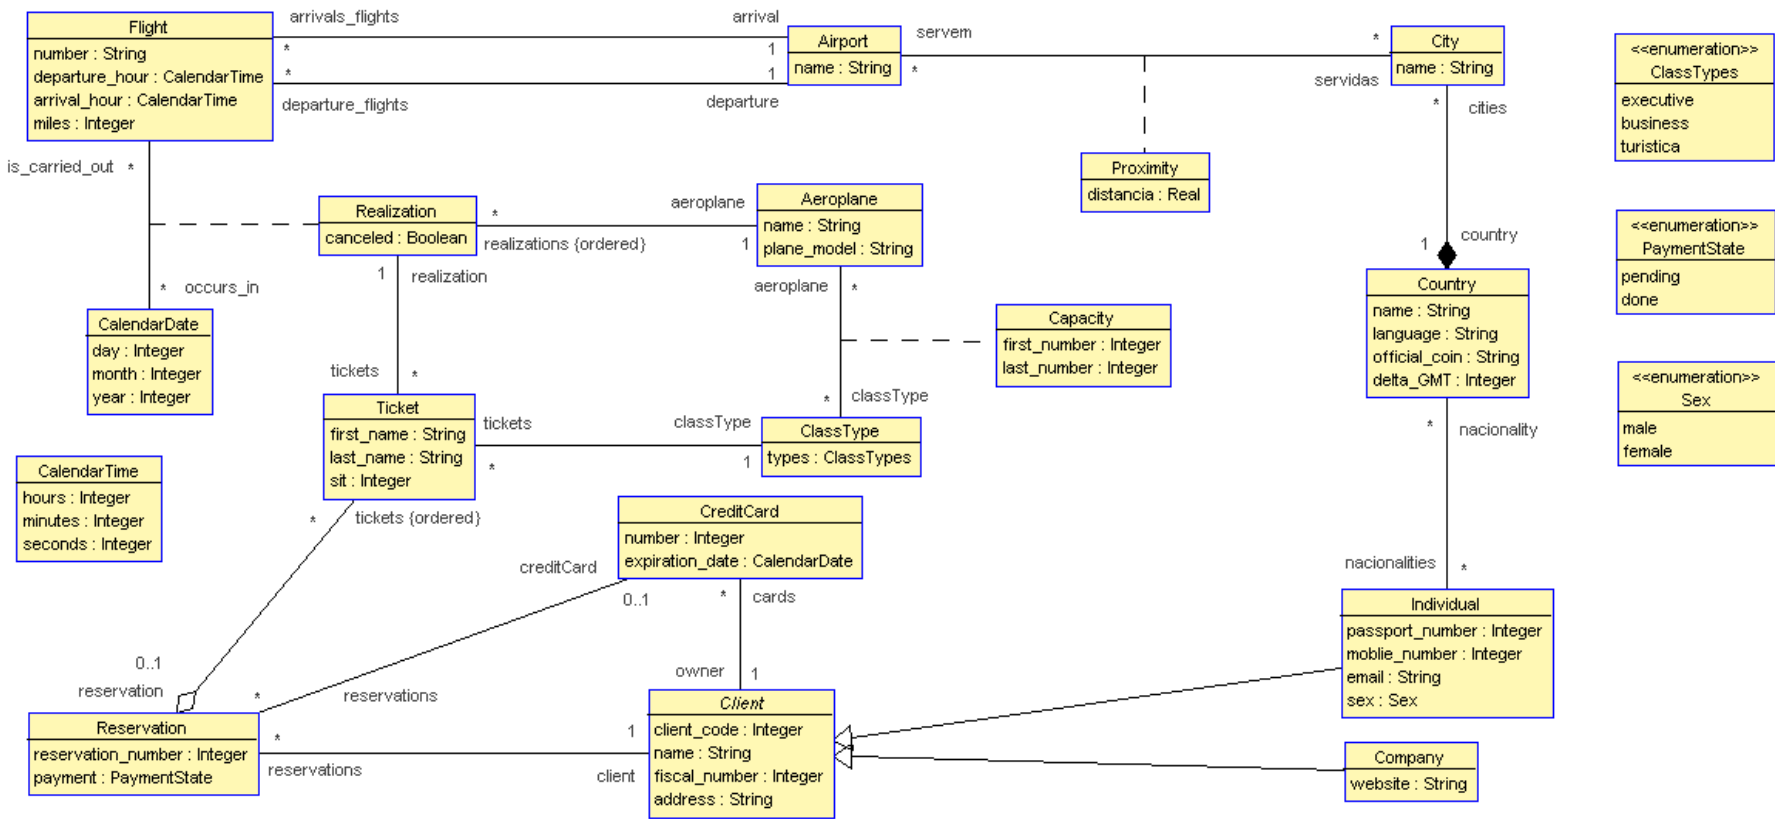 arrivals_flights
arrival
*
1
Flight
number : String
departure_hour : CalendarTime
arrival_hour : CalendarTime
miles : Integer
*
1
departure_flights
departure
Airport
name : String
servem
*
*
servidas
City
name : String
*
cities
<<enumeration>>
ClassTypes
executive
business
turistica
is_carried_out *
Proximity
distancia : Real
Realization
canceled : Boolean
*
realizations {ordered}
aeroplane
1
Aeroplane
name : String
plane_model : String
<<enumeration>>
PaymentState
pending
done
1
country
1
realization
* occurs_in
aeroplane
*
Country
name : String
language : String
official_coin : String
delta_GMT : Integer
CalendarDate
day : Integer
month : Integer
year : Integer
Capacity
first_number : Integer
last_number : Integer
<<enumeration>>
Sex
male
female
tickets
*
* classType
Ticket
first_name : String
last_name : String
sit : Integer
tickets
*
classType
1
ClassType
types : ClassTypes
* nacionality
CalendarTime
hours : Integer
minutes : Integer
seconds : Integer
* tickets {ordered}
CreditCard
number : Integer
expiration_date : CalendarDate
creditCard
0..1
* cards
nacionalities *
Individual
passport_number : Integer
moblie_number : Integer
email : String
sex : Sex
0..1
reservation
*
reservations
owner 1
Reservation
reservation_number : Integer
payment : PaymentState
*
reservations
1
client
Client
client_code : Integer
name : String
fiscal_number : Integer
address : String
Company
website : String